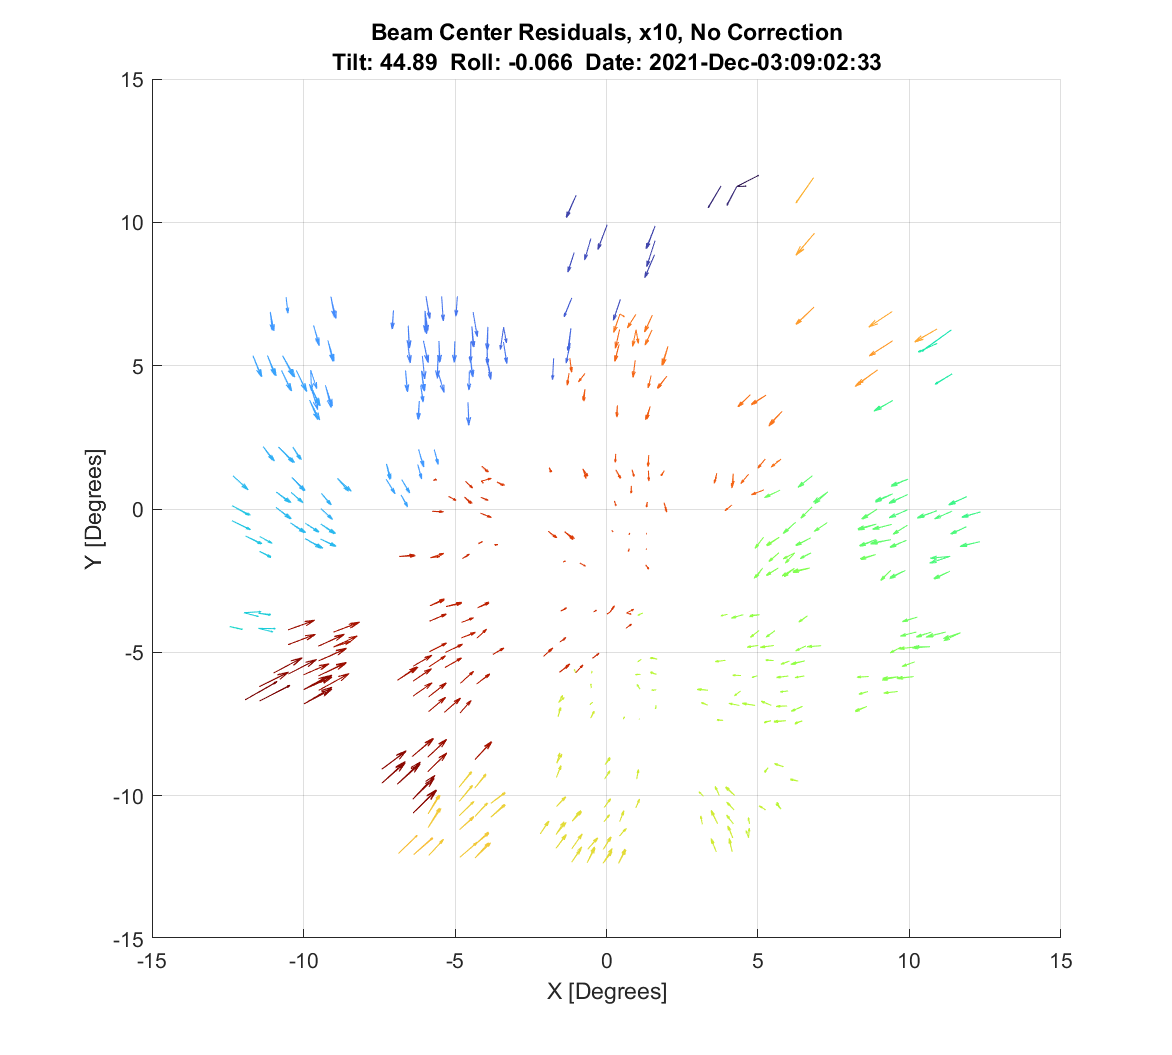 Beam Center Residuals, x10, No Correction
Tilt: 44.89 Roll: -0.066 Date: 2021-Dec-03:09:02:33
15
10
5
0
-5
-10
-15
Y [Degrees]
-15 -10 -5 0 5 10 15
X [Degrees]